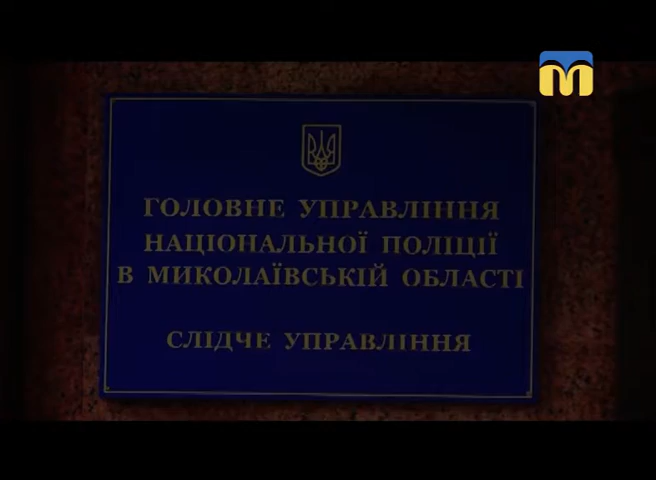 ГОЛОВНЕ УПРАВЛІННЯ
НАЦІОНАЛЬНОЇ ПОЛІЦІЇ
В МИКОЛАЇВСЬКІЙ ОБЛАСТІ
СЛІДЧЕ УПРАВЛІННЯ